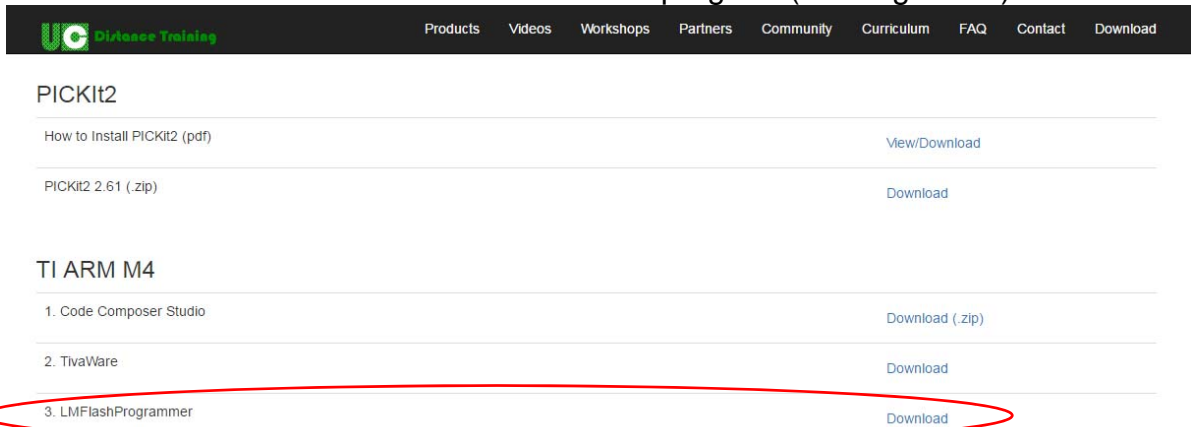 UC Distance Training Products Videos Workshops Partners Community Curriculum FAQ Contact Download
PICKIt2
How to Install PICKit2 (pdf) View/Download
PICKit2 2.61 (.zip) Download
TI ARM M4
1. Code Composer Studio Download (.zip)
2. TivaWare Download
3. LMFlashProgrammer Download